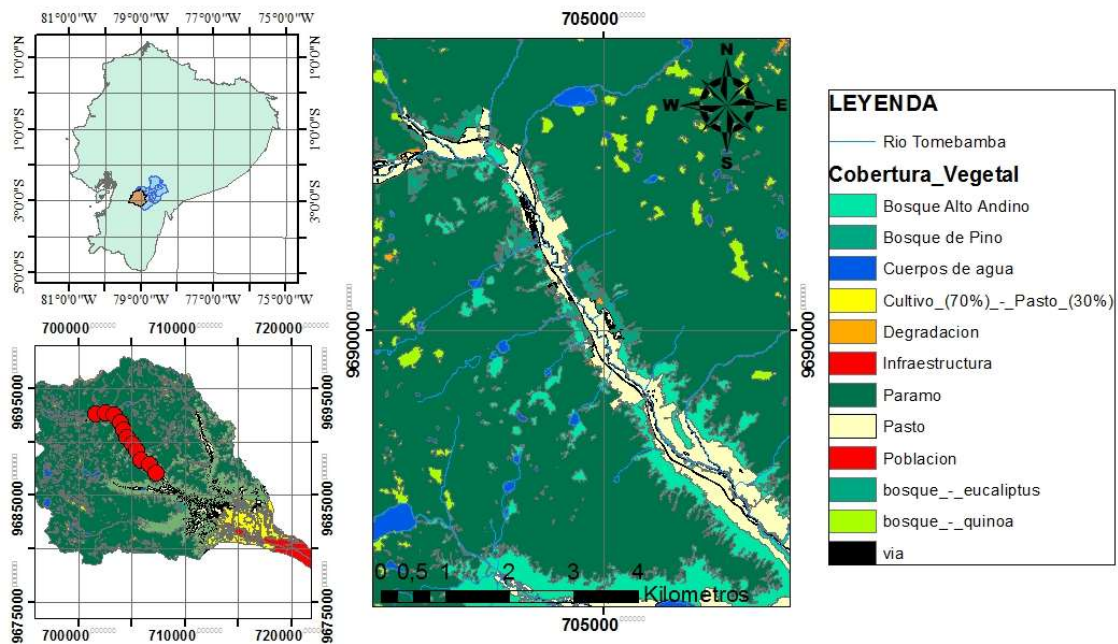 81°0'0"W 79°0'0"W 77°0'0"W 75°0'0"W
1°0'0"N
1°0'0"S
3°0'0"S
5°0'0"S
1°0'0"N
1°0'0"S
3°0'0"S
5°0'0"S
81°0'0"W 79°0'0"W 77°0'0"W 75°0'0"W
700000 710000 720000
9695000
9685000
9675000
9695000
9685000
9675000
700000 710000 720000
705000
N
W E
S
9690000
9690000
0 0,5 1 2 3 4
Kilometros
705000
LEYENDA
Rio Tomebamba
Cobertura_Vegetal
Bosque Alto Andino
Bosque de Pino
Cuerpos de agua
Cultivo_(70%)_-_Pasto_(30%)
Degradacion
Infraestructura
Paramo
Pasto
Poblacion
bosque_-_eucaliptus
bosque_-_quinoa
via